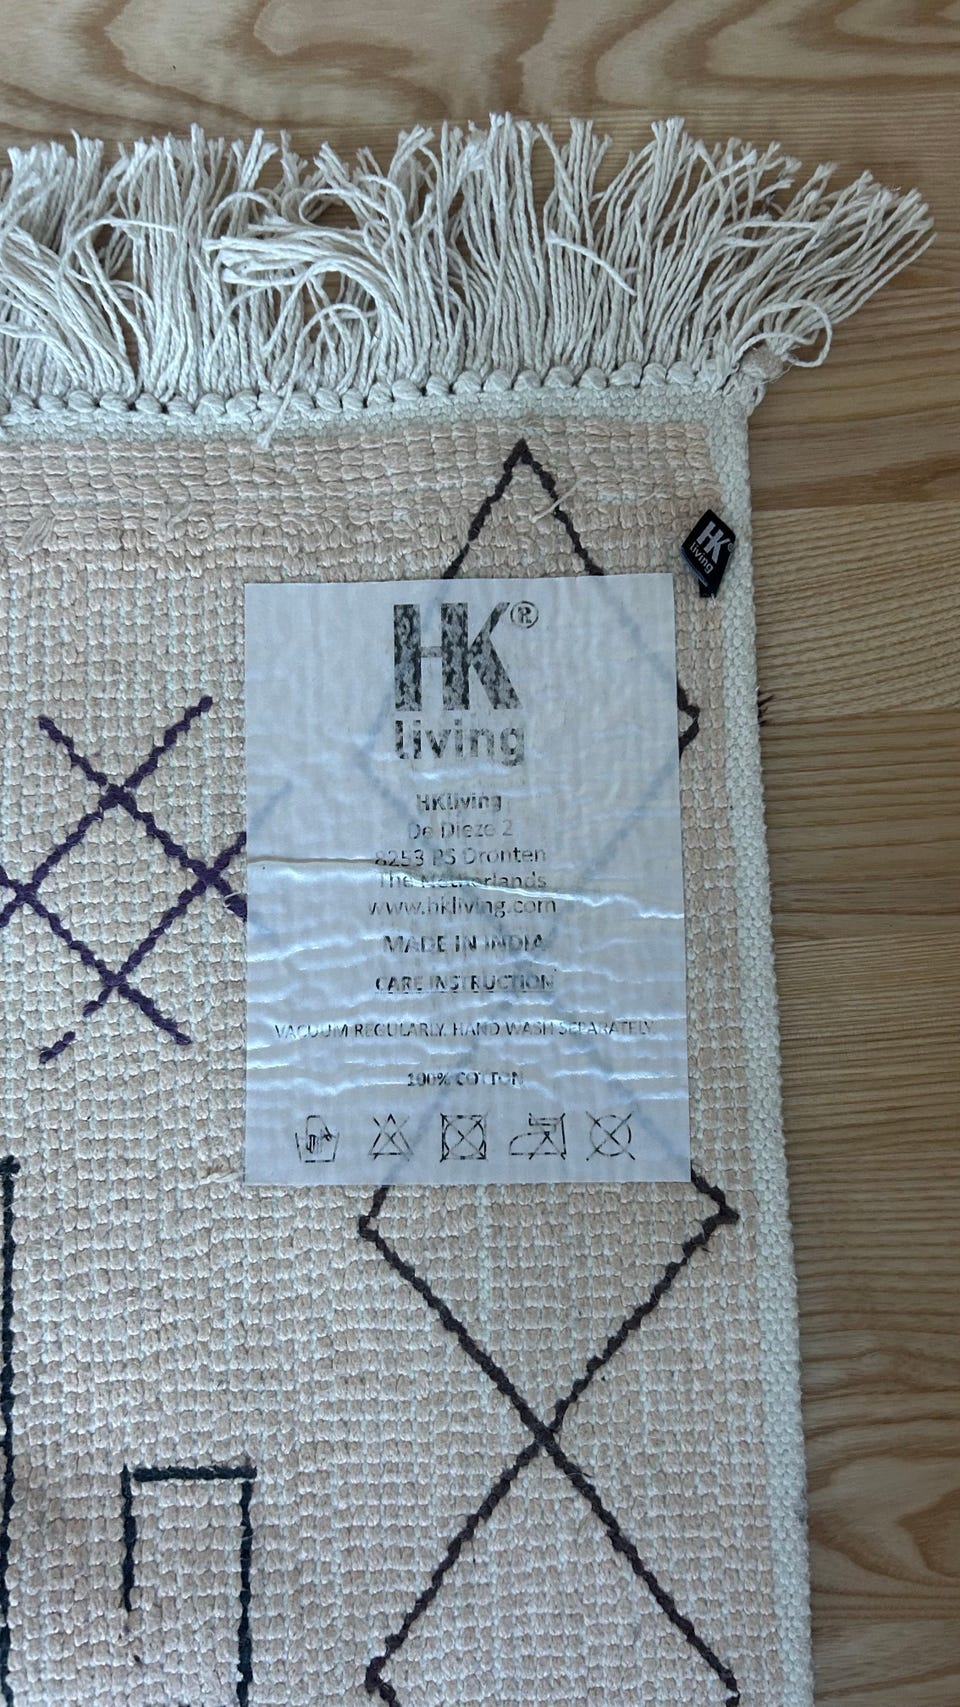 HK®
living
HK®
living
HKliving
De Dieze 2
8253 PS Dronten
The Netherlands
www.hkliving.com
MADE IN INDIA
CARE INSTRUCTION
VACUUM REGULARLY. HAND WASH SEPARATELY
100% COTTON